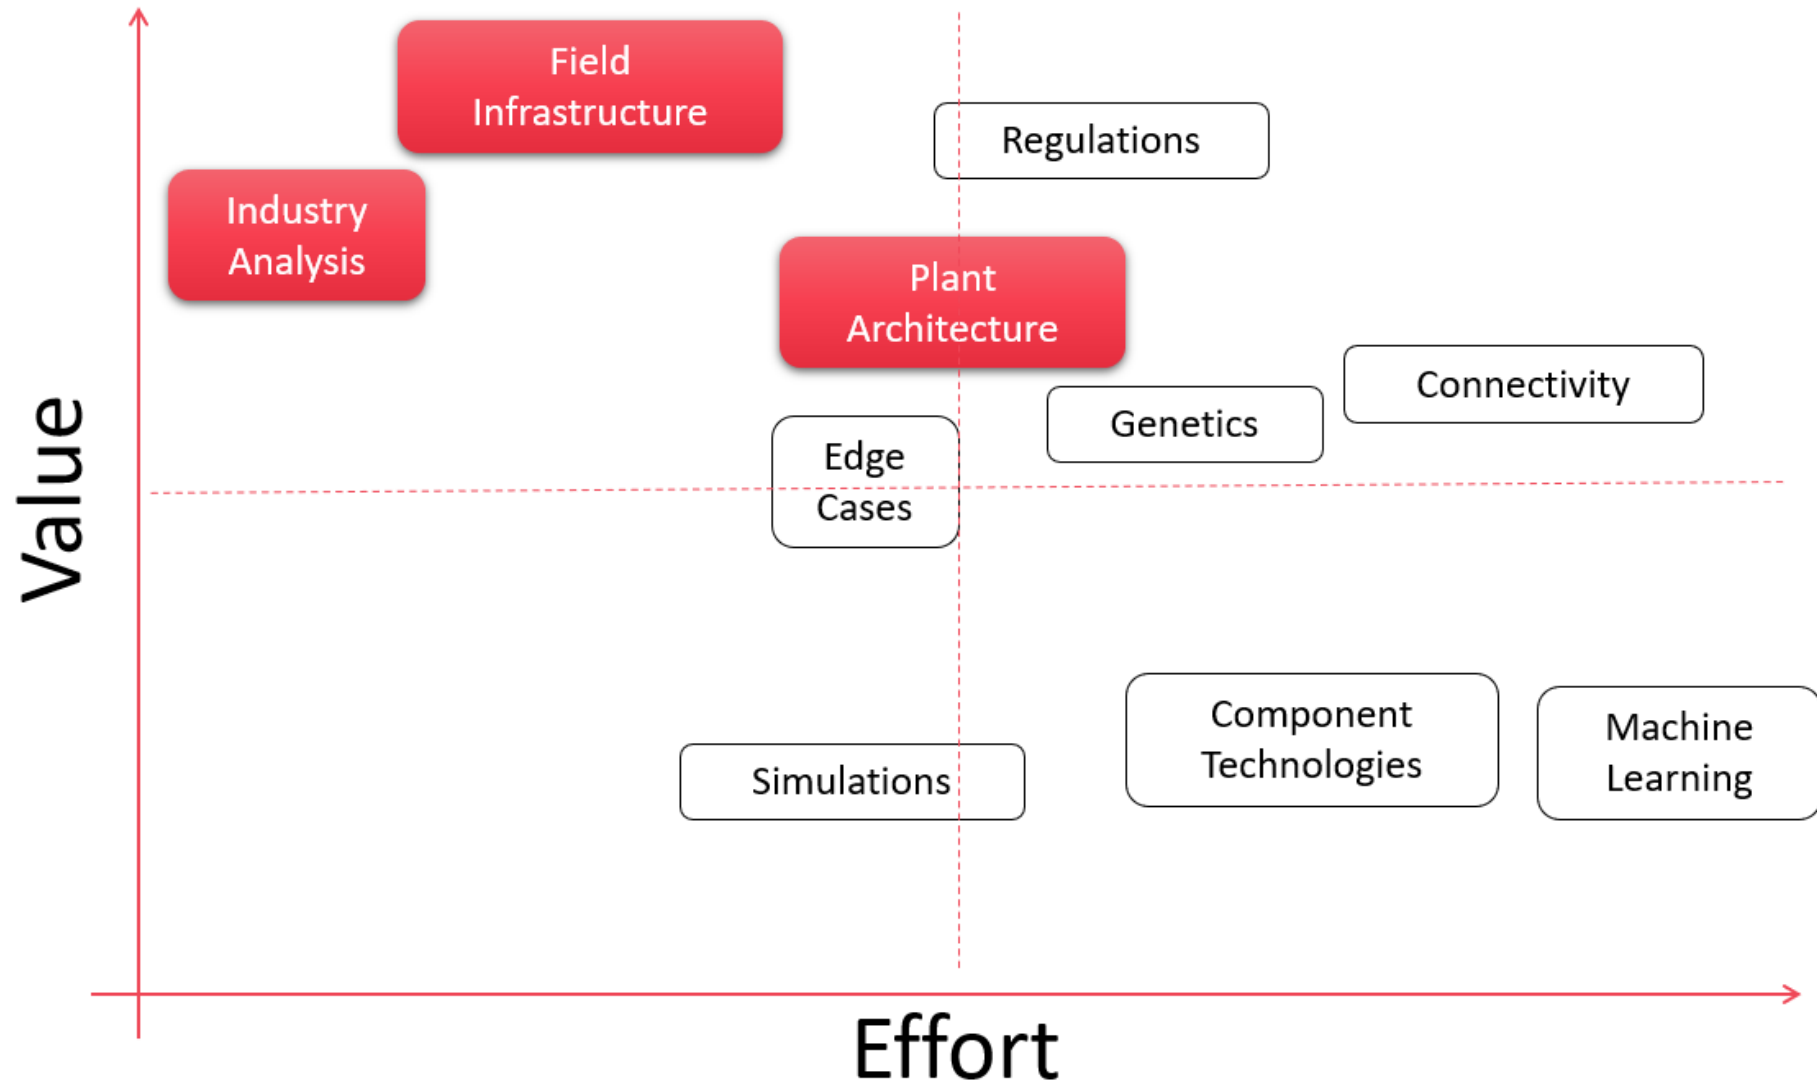 Field
Infrastructure
Regulations
Industry
Analysis
Plant
Architecture
Connectivity
Genetics
Edge
Cases
Value
Component
Technologies
Machine
Learning
Simulations
Effort